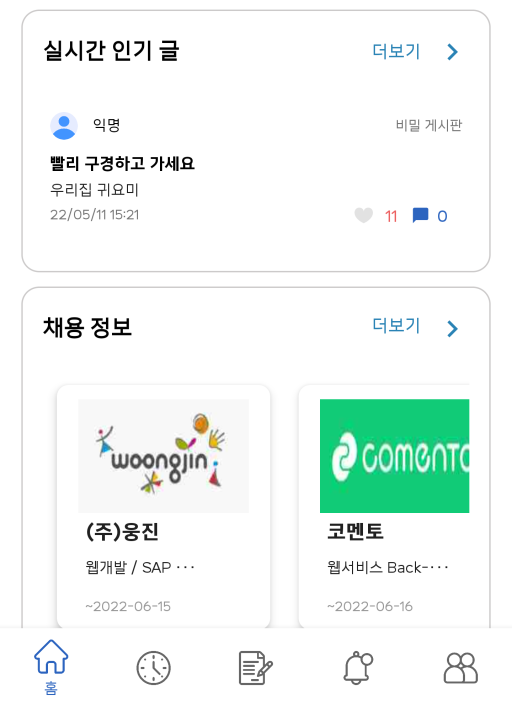 실시간 인기 글
더보기
익명
비밀 게시판
빨리 구경하고 가세요
우리집 귀요미
22/05/11 15:21
11
0
채용 정보
더보기
woongjin
comento
(주)웅진
코멘토
웹개발 / SAP ···
웹서비스 Back-···
~2022-06-15
~2022-06-16
홈